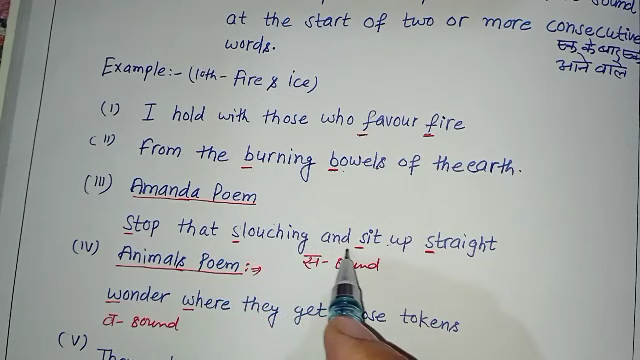 sound
at the start of two or more consecutive
words.
एक के बाद एक
आने वाले
Example:- (10th - Fire & ice)
(i) I hold with those who favour fire
(ii) from the burning bowels of the earth.
(III) Amanda Poem
Stop that slouching and sit up straight
स - sound
(IV) Animals Poem :→
wonder where they get tokens
व - sound
(V)